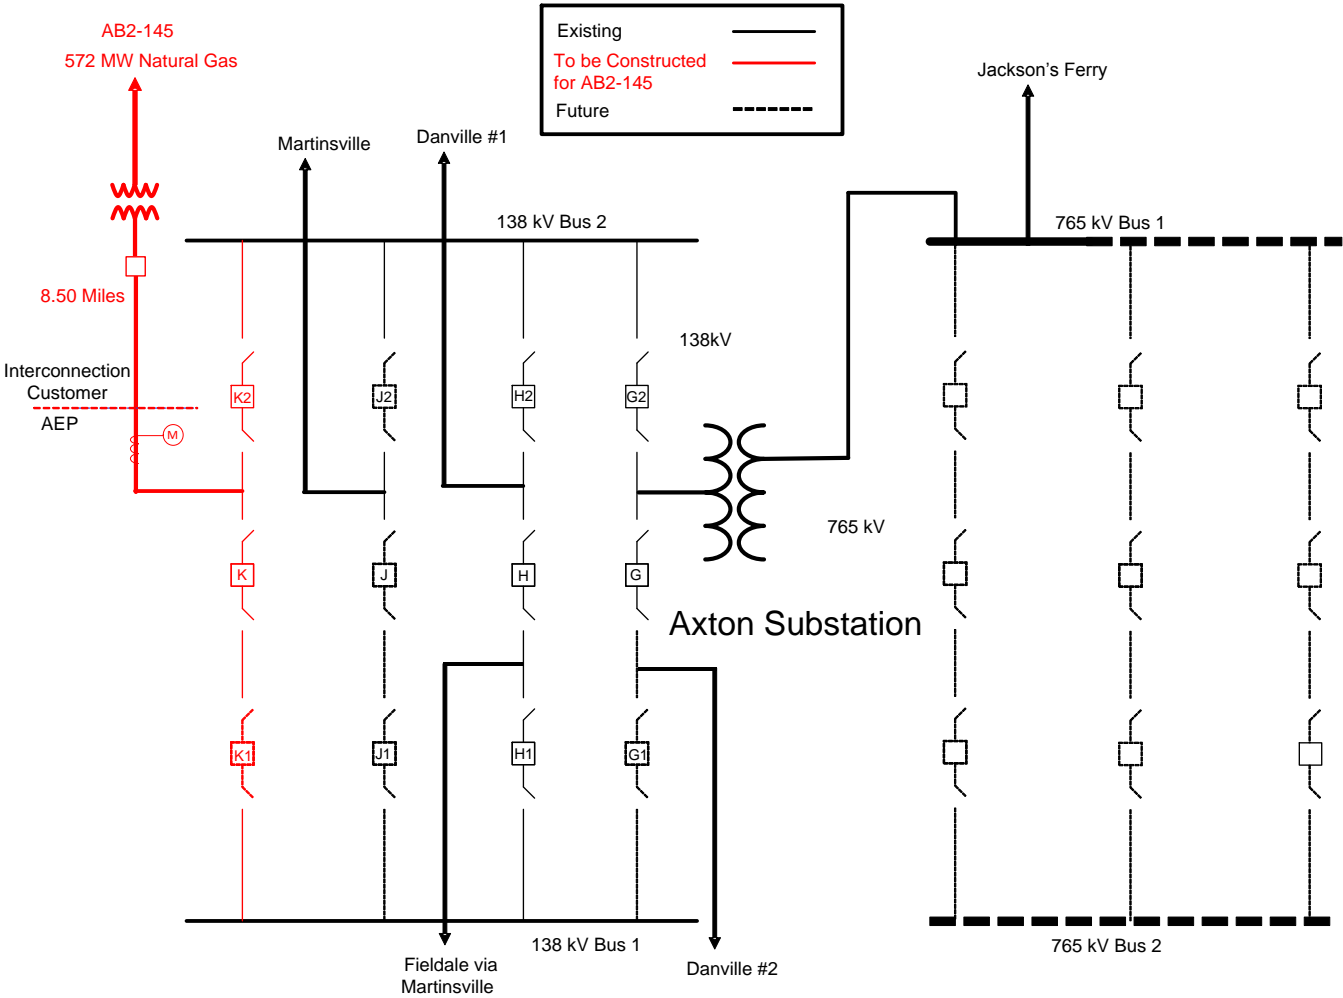 AB2-145
572 MW Natural Gas
Existing
To be Constructed
for AB2-145
Future
Jackson's Ferry
Martinsville
Danville #1
138 kV Bus 2
765 kV Bus 1
8.50 Miles
138kV
Interconnection
Customer
AEP
M
K2
J2
H2
G2
765 kV
K
J
H
G
Axton Substation
K1
J1
H1
G1
138 kV Bus 1
765 kV Bus 2
Fieldale via
Martinsville
Danville #2